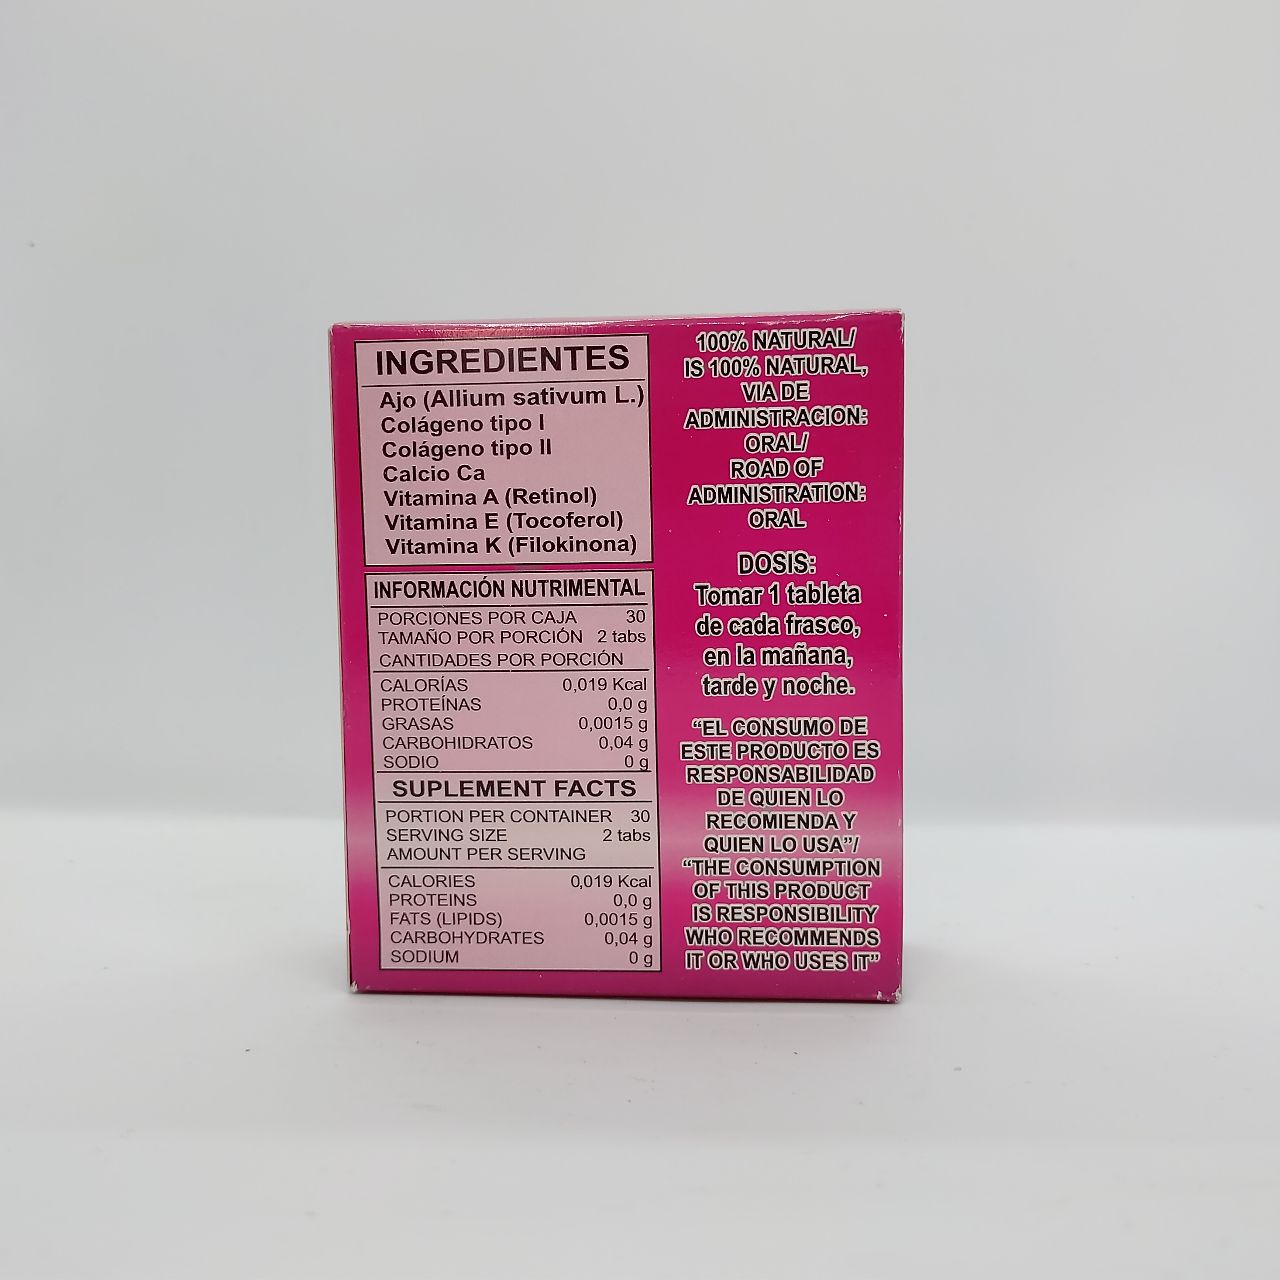 INGREDIENTES
Ajo (Allium sativum L.)
Colágeno tipo I
Colágeno tipo II
Calcio Ca
Vitamina A (Retinol)
Vitamina E (Tocoferol)
Vitamina K (Filokinona)
INFORMACIÓN NUTRIMENTAL
PORCIONES POR CAJA 30
TAMAÑO POR PORCIÓN 2 tabs
CANTIDADES POR PORCIÓN
CALORÍAS 0,019 Kcal
PROTEÍNAS 0,0 g
GRASAS 0,0015 g
CARBOHIDRATOS 0,04 g
SODIO 0 g
SUPLEMENT FACTS
PORTION PER CONTAINER 30
SERVING SIZE 2 tabs
AMOUNT PER SERVING
CALORIES 0,019 Kcal
PROTEINS 0,0 g
FATS (LIPIDS) 0,0015 g
CARBOHYDRATES 0,04 g
SODIUM 0 g
100% NATURAL/
IS 100% NATURAL,
VIA DE
ADMINISTRACION:
ORAL/
ROAD OF
ADMINISTRATION:
ORAL
DOSIS:
Tomar 1 tableta
de cada frasco,
en la mañana,
tarde y noche.
“EL CONSUMO DE
ESTE PRODUCTO ES
RESPONSABILIDAD
DE QUIEN LO
RECOMIENDA Y
QUIEN LO USA”/
“THE CONSUMPTION
OF THIS PRODUCT
IS RESPONSIBILITY
WHO RECOMMENDS
IT OR WHO USES IT”